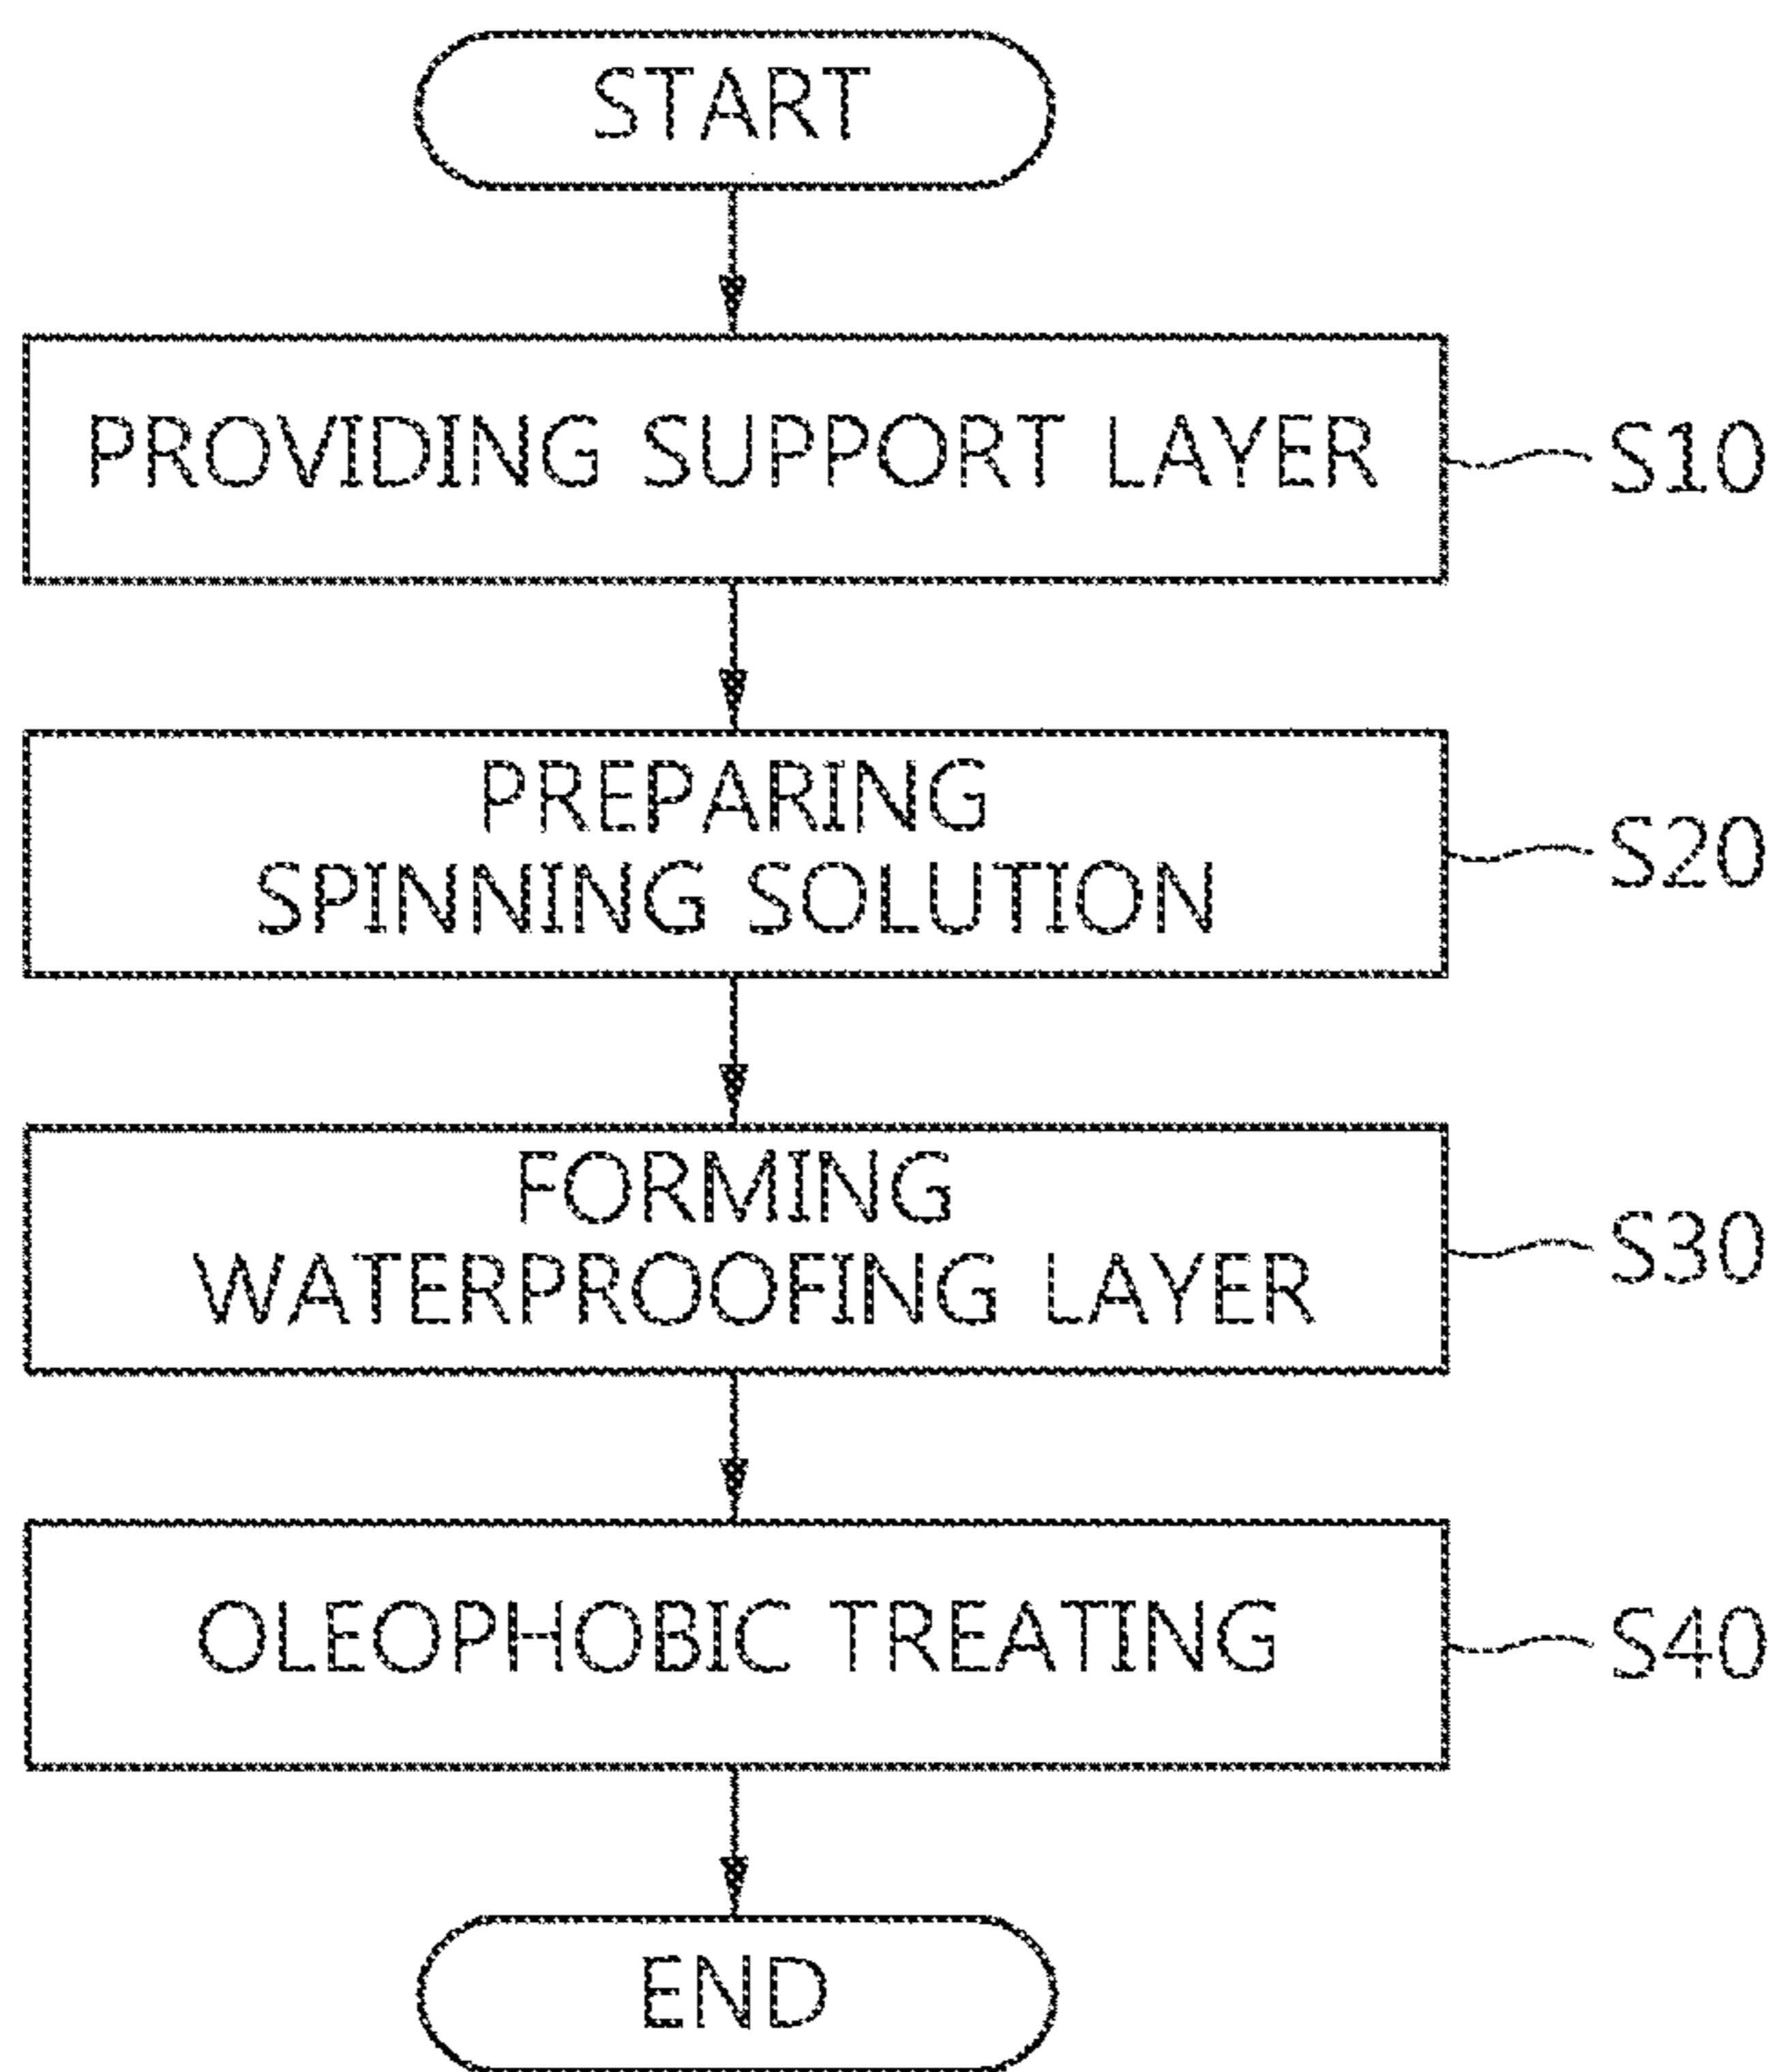 START
PROVIDING SUPPORT LAYER
S10
PREPARING
SPINNING SOLUTION
S20
FORMING
WATERPROOFING LAYER
S30
OLEOPHOBIC TREATING
S40
END